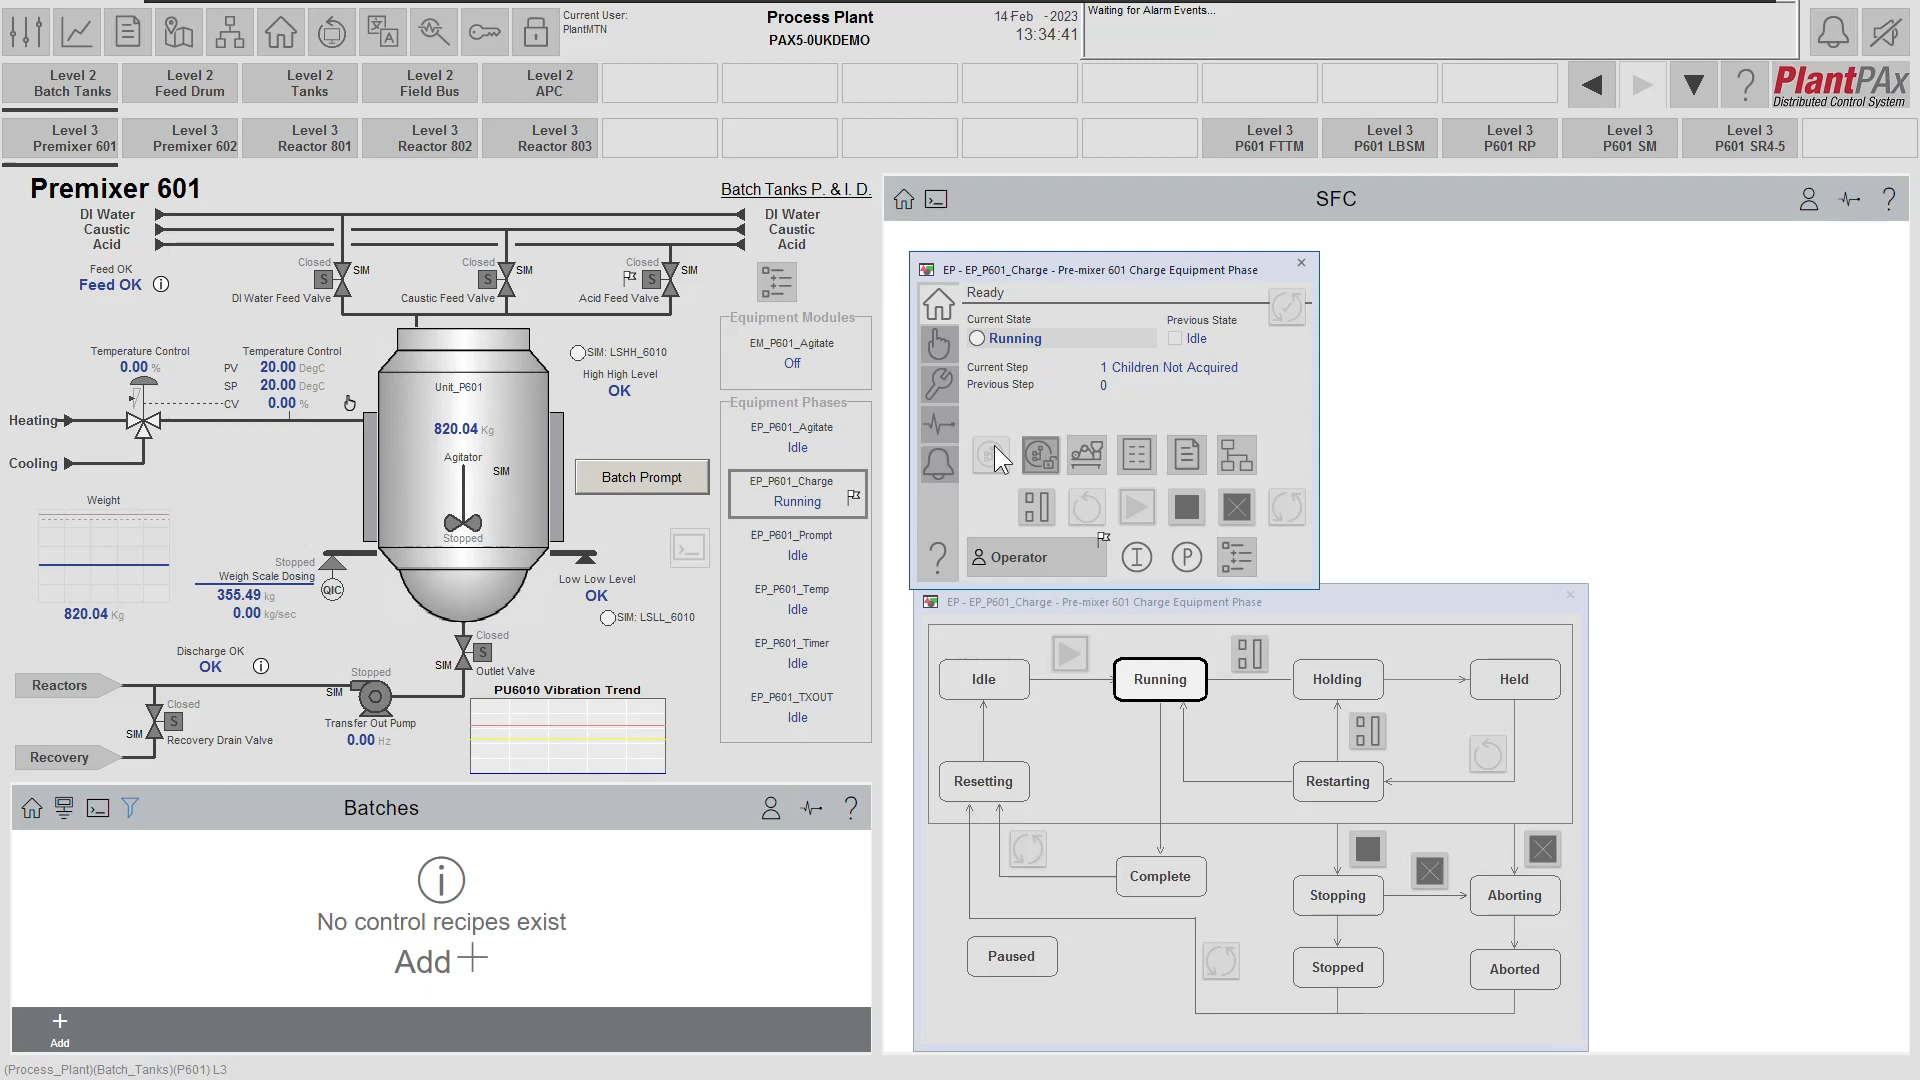 Current User:
PlantMTN
Process Plant
PAX5-0UKDEMO
14 Feb -2023
13:34:41
Waiting for Alarm Events...
Level 2
Batch Tanks
Level 2
Feed Drum
Level 2
Tanks
Level 2
Field Bus
Level 2
APC
?
PlantPAx
Distributed Control System
Level 3
Premixer 601
Level 3
Premixer 602
Level 3
Reactor 801
Level 3
Reactor 802
Level 3
Reactor 803
Level 3
P601 FTTM
Level 3
P601 LBSM
Level 3
P601 RP
Level 3
P601 SM
Level 3
P601 SR4-5
Premixer 601
Batch Tanks P. & I. D.
DI Water
Caustic
Acid
DI Water
Caustic
Acid
Feed OK
Feed OK
Closed
S
SIM
DI Water Feed Valve
Closed
S
SIM
Caustic Feed Valve
Closed
S
SIM
Acid Feed Valve
Temperature Control
0.00 %
Temperature Control
PV 20.00 DegC
SP 20.00 DegC
CV 0.00 %
Heating
Cooling
Unit_P601
820.04 Kg
Agitator
SIM
Stopped
SIM: LSHH_6010
High High Level
OK
Batch Prompt
Weight
820.04 Kg
Stopped
Weigh Scale Dosing
355.49 kg
0.00 kg/sec
QIC
Low Low Level
OK
SIM: LSLL_6010
Discharge OK
OK
Closed
S
SIM
Outlet Valve
Reactors
Stopped
SIM
Transfer Out Pump
0.00 Hz
Closed
S
SIM
Recovery Drain Valve
Recovery
PU6010 Vibration Trend
Equipment Modules
EM_P601_Agitate
Off
Equipment Phases
EP_P601_Agitate
Idle
EP_P601_Charge
Running
EP_P601_Prompt
Idle
EP_P601_Temp
Idle
EP_P601_Timer
Idle
EP_P601_TXOUT
Idle
Batches
?
No control recipes exist
Add +
+
Add
(Process_Plant)(Batch_Tanks)(P601) L3
SFC
?
EP - EP_P601_Charge - Pre-mixer 601 Charge Equipment Phase
Ready
Current State
Running
Previous State
Idle
Current Step 1 Children Not Acquired
Previous Step 0
?
Operator
I
P
EP - EP_P601_Charge - Pre-mixer 601 Charge Equipment Phase
Idle
Running
Holding
Held
Resetting
Restarting
Complete
Stopping
Aborting
Paused
Stopped
Aborted